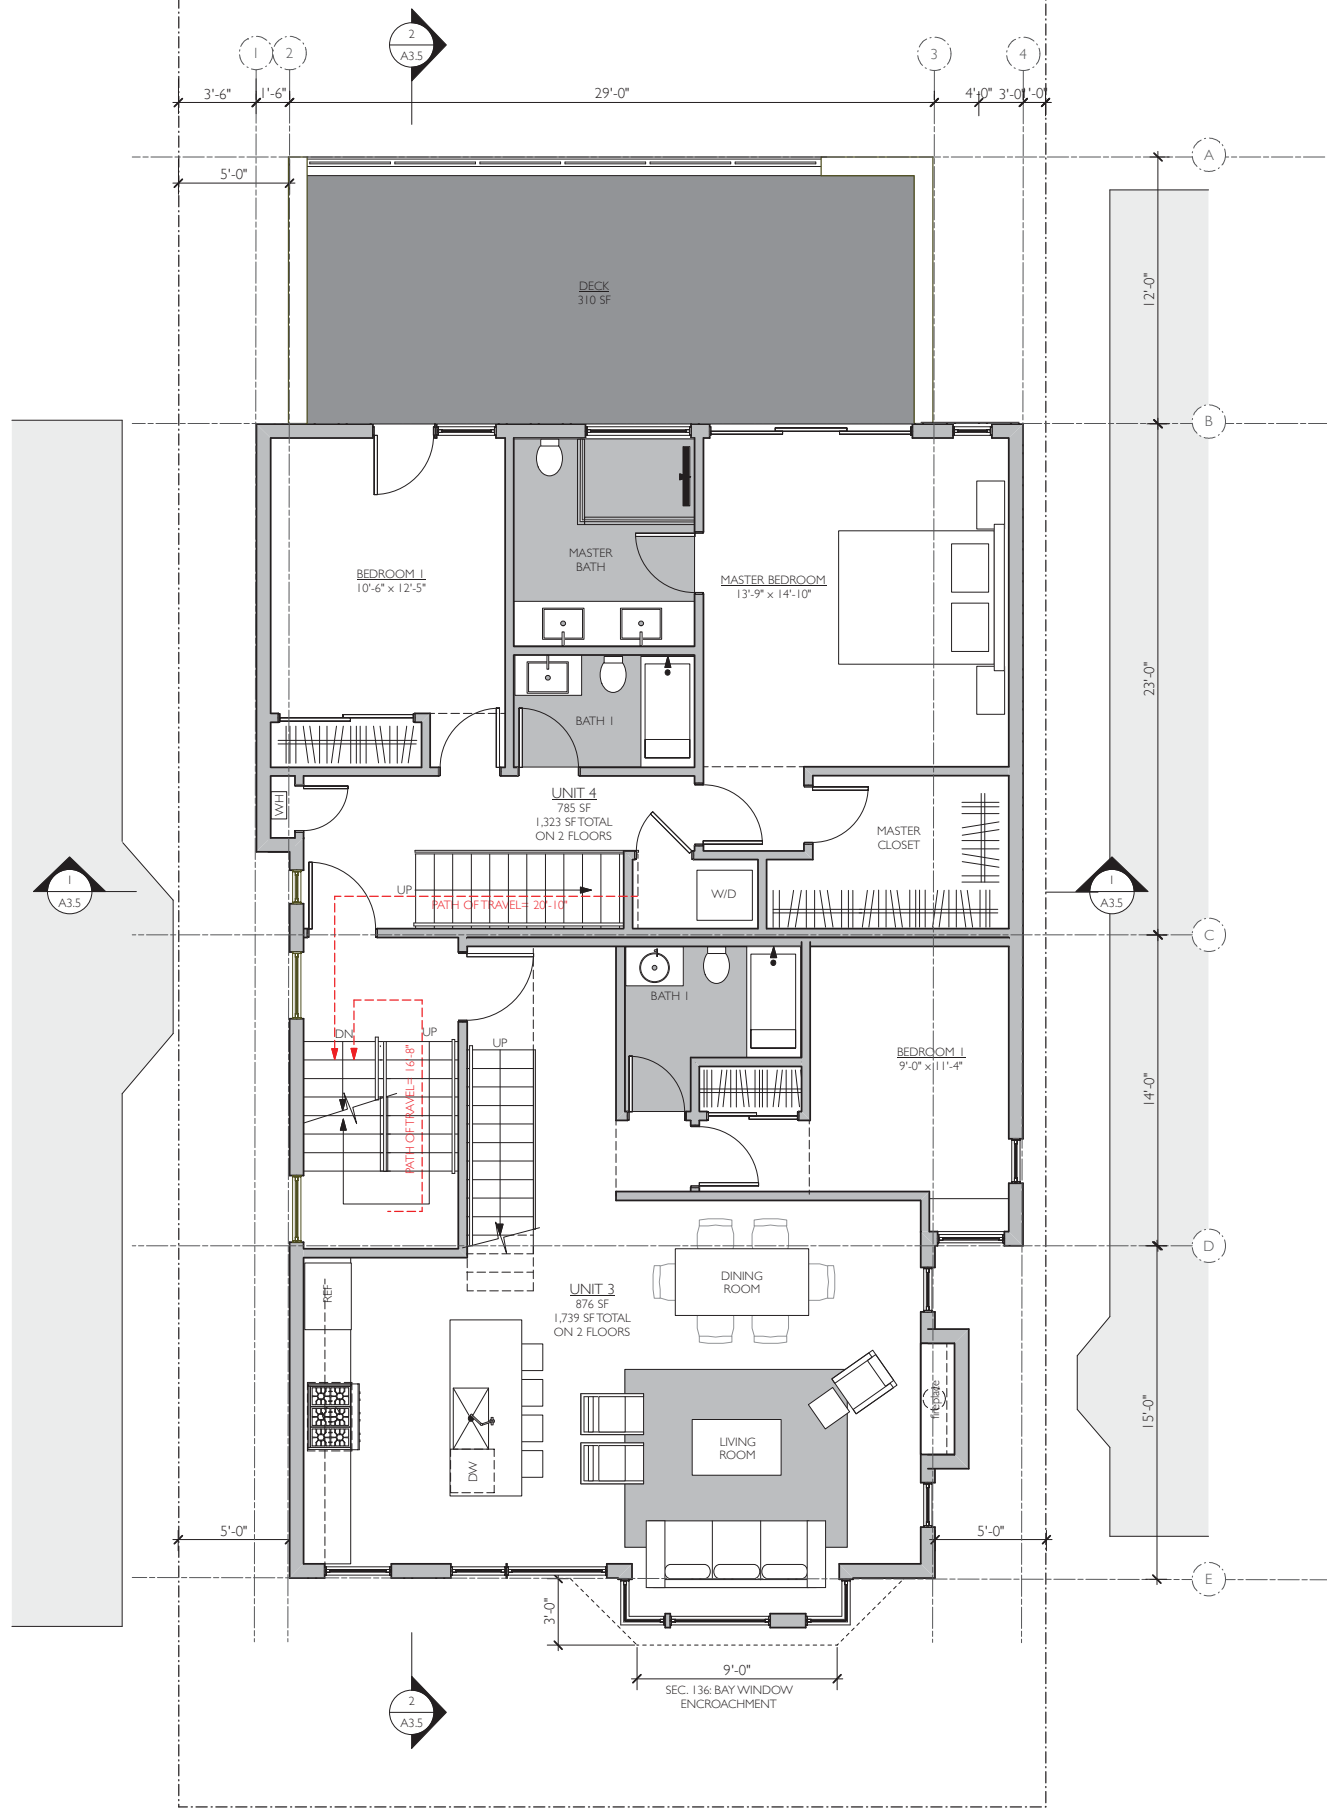 2
A3.5
1
2
3
4
3'-6"
1'-6"
29'-0"
4'-0"
3'-0"
A
5'-0"
12'-0"
DECK
310 SF
B
MASTER
BATH
BEDROOM 1
10'-6" x 12'-5"
MASTER BEDROOM
13'-9" x 14'-10"
23'-0"
BATH 1
WH
UNIT 4
785 SF
1,323 SF TOTAL
ON 2 FLOORS
MASTER
CLOSET
1
A3.5
UP
W/D
1
A3.5
PATH OF TRAVEL= 20'-10"
C
BATH 1
DN
UP
UP
BEDROOM 1
9'-0" x 11'-4"
PATH OF TRAVEL= 16'-8"
14'-0"
D
REF
UNIT 3
876 SF
1,739 SF TOTAL
ON 2 FLOORS
DINING
ROOM
fireplace
15'-0"
LIVING
ROOM
DW
5'-0"
5'-0"
E
3'-0"
9'-0"
SEC. 136: BAY WINDOW
ENCROACHMENT
2
A3.5